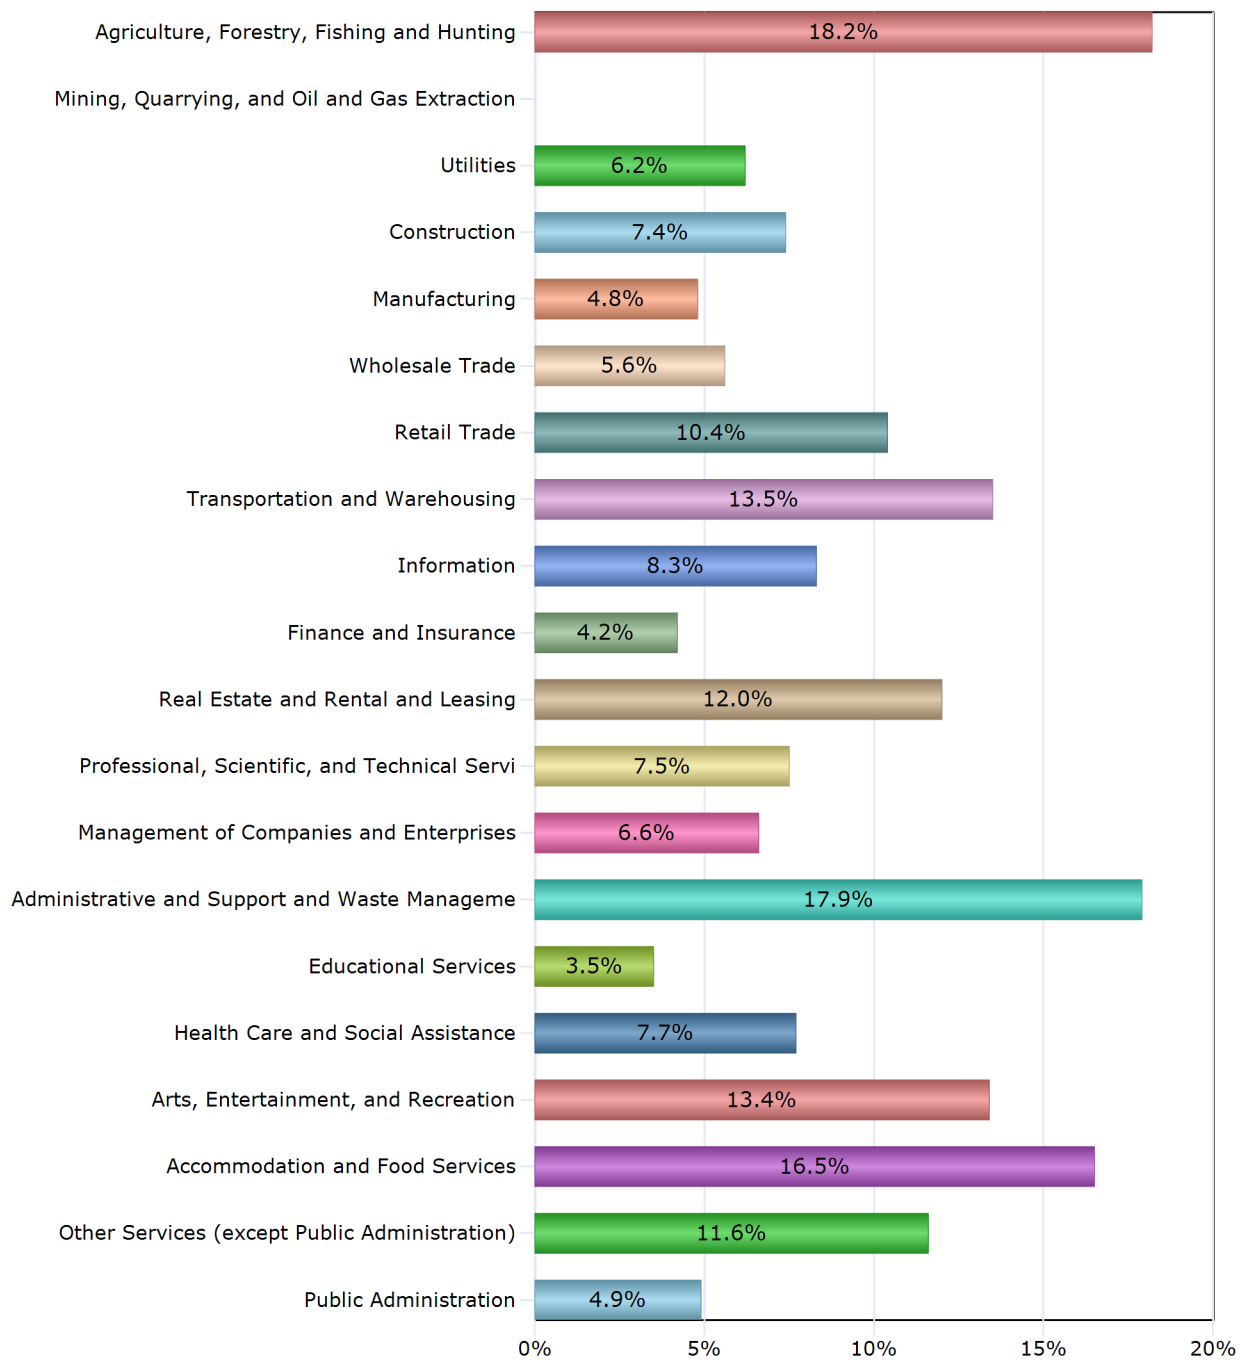 Agriculture, Forestry, Fishing and Hunting 18.2%
Mining, Quarrying, and Oil and Gas Extraction
Utilities 6.2%
Construction 7.4%
Manufacturing 4.8%
Wholesale Trade 5.6%
Retail Trade 10.4%
Transportation and Warehousing 13.5%
Information 8.3%
Finance and Insurance 4.2%
Real Estate and Rental and Leasing 12.0%
Professional, Scientific, and Technical Servi 7.5%
Management of Companies and Enterprises 6.6%
Administrative and Support and Waste Manageme 17.9%
Educational Services 3.5%
Health Care and Social Assistance 7.7%
Arts, Entertainment, and Recreation 13.4%
Accommodation and Food Services 16.5%
Other Services (except Public Administration) 11.6%
Public Administration 4.9%
0% 5% 10% 15% 20%